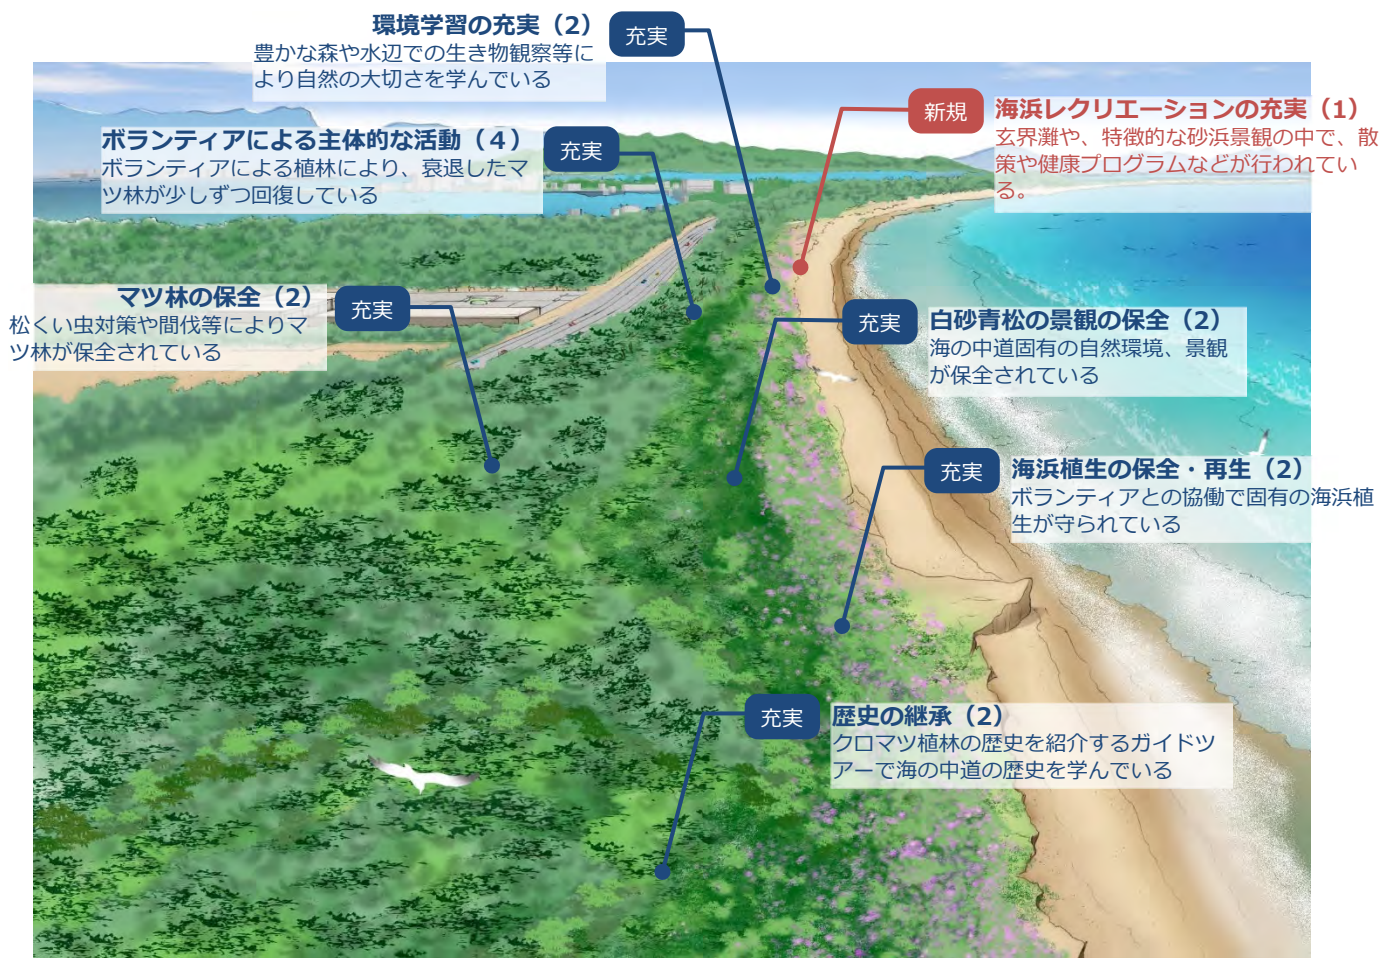 環境学習の充実（2）
充実
豊かな森や水辺での生き物観察等に
より自然の大切さを学んでいる
新規
海浜レクリエーションの充実（1）
玄界灘や、特徴的な砂浜景観の中で、散
策や健康プログラムなどが行われてい
る。
ボランティアによる主体的な活動（４）
充実
ボランティアによる植林により、衰退したマ
ツ林が少しずつ回復している
マツ林の保全（2）
充実
松くい虫対策や間伐等によりマ
ツ林が保全されている
充実
白砂青松の景観の保全（2）
海の中道固有の自然環境、景観
が保全されている
充実
海浜植生の保全・再生（2）
ボランティアとの協働で固有の海浜植
生が守られている
充実
歴史の継承（2）
クロマツ植林の歴史を紹介するガイドツ
アーで海の中道の歴史を学んでいる